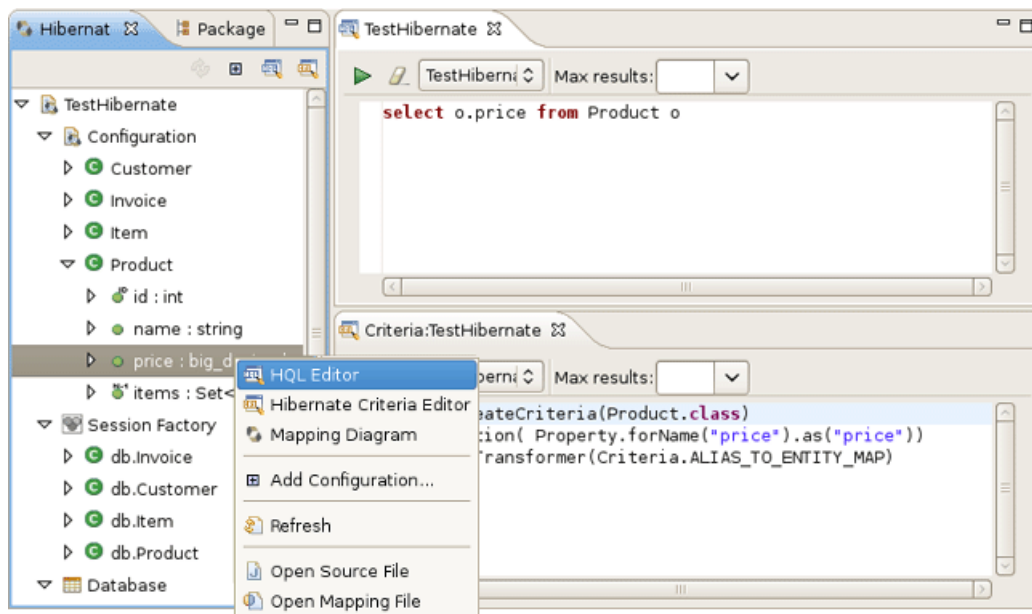 Hibernat
Package
TestHibernate
Configuration
Customer
Invoice
Item
Product
id : int
name : string
price : big_d
items : Set<
Session Factory
db.Invoice
db.Customer
db.Item
db.Product
Database
HQL Editor
Hibernate Criteria Editor
Mapping Diagram
Add Configuration...
Refresh
Open Source File
Open Mapping File
TestHibernate
TestHiberna Max results:
select o.price from Product o
Criteria:TestHibernate
berna Max results:
eateCriteria(Product.class)
tion( Property.forName("price").as("price"))
Transformer(Criteria.ALIAS_TO_ENTITY_MAP)